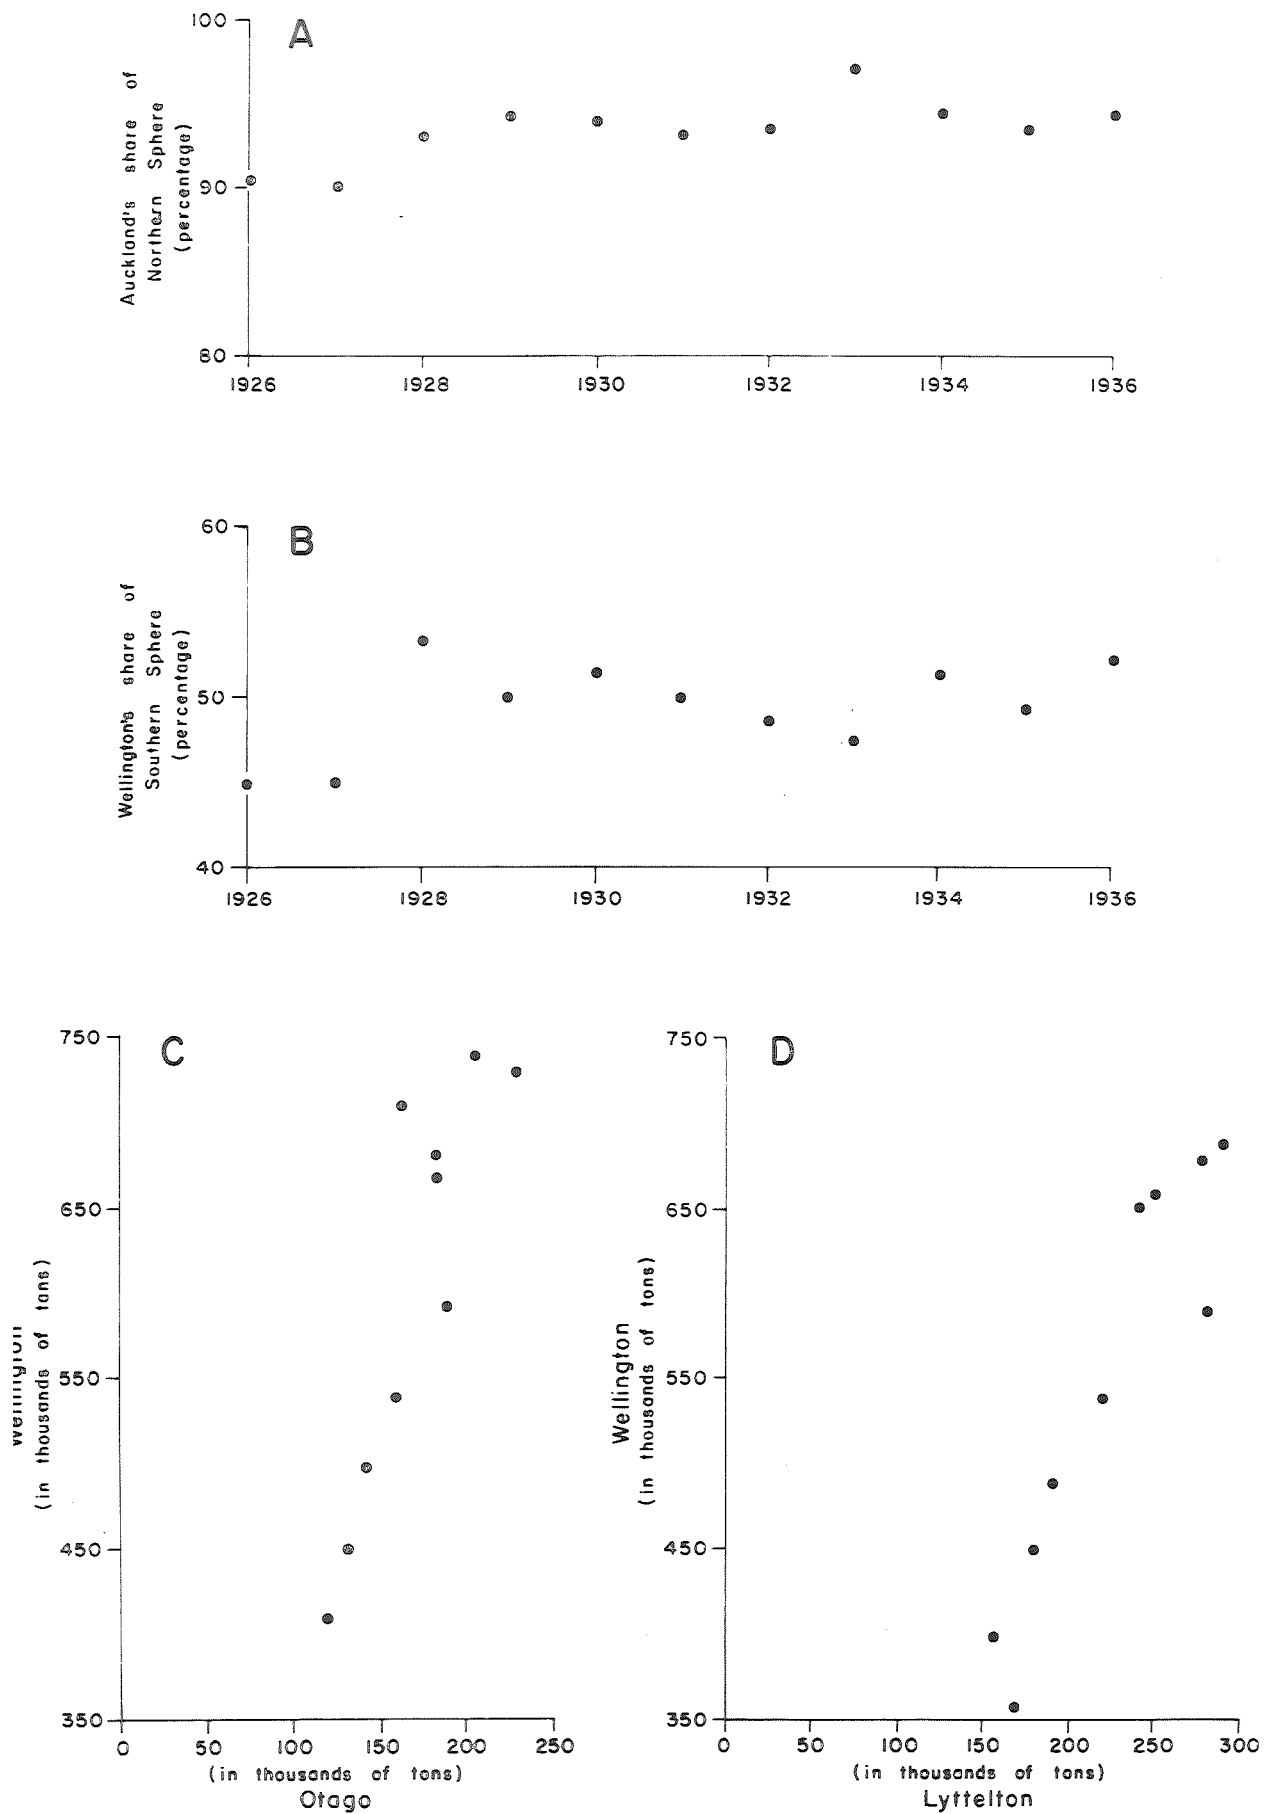 A
Auckland's share of
Northern Sphere
(percentage)
100
90
80
1926 1928 1930 1932 1934 1936
B
Wellington's share of
Southern Sphere
(percentage)
60
50
40
1926 1928 1930 1932 1934 1936
C
Wellington
(in thousands of tons)
750
650
550
450
350
0 50 100 150 200 250
(in thousands of tons)
Otago
D
Wellington
(in thousands of tons)
750
650
550
450
350
0 50 100 150 200 250 300
(in thousands of tons)
Lyttelton